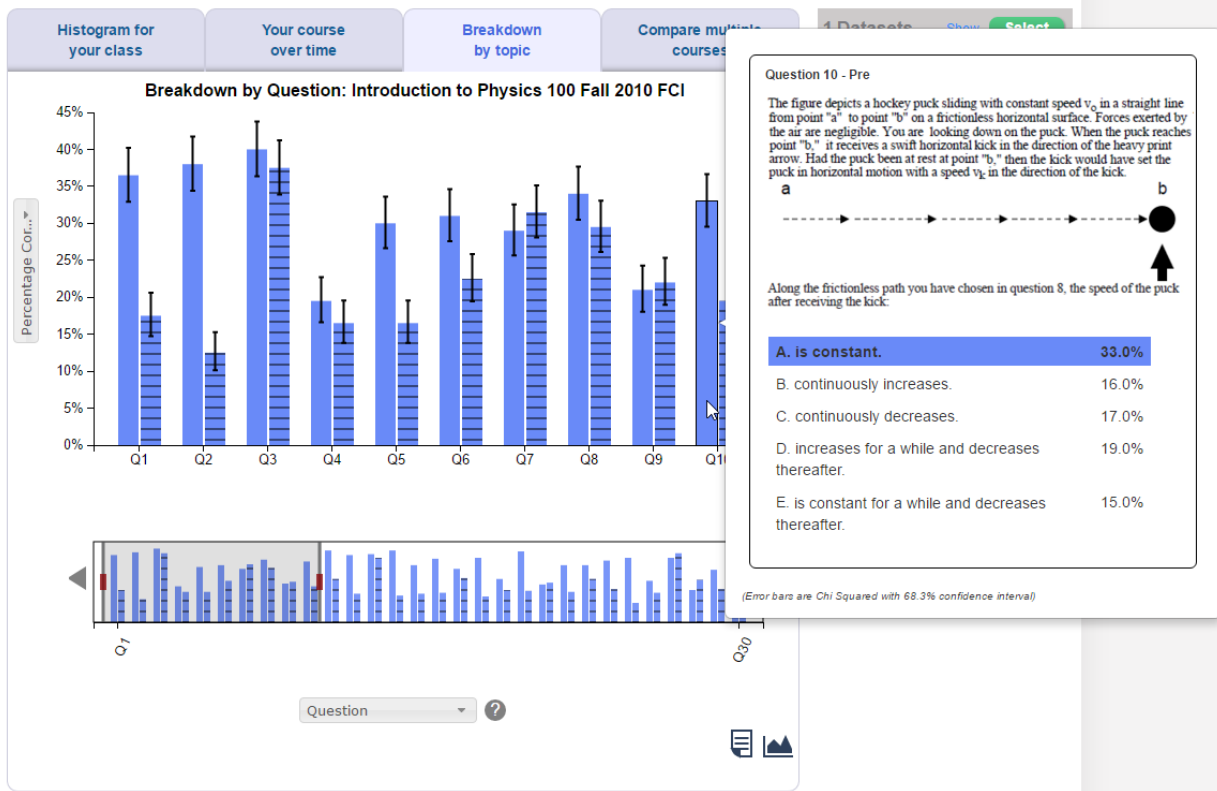 Histogram for
your class
Your course
over time
Breakdown
by topic
Compare multiple
courses
1 Datasets
Show
Select
Breakdown by Question: Introduction to Physics 100 Fall 2010 FCI
Percentage Cor...
45%
40%
35%
30%
25%
20%
15%
10%
5%
0%
Q1
Q2
Q3
Q4
Q5
Q6
Q7
Q8
Q9
Q10
Q1
Q30
Question
?
Question 10 - Pre
The figure depicts a hockey puck sliding with constant speed vo in a straight line
from point "a" to point "b" on a frictionless horizontal surface. Forces exerted by
the air are negligible. You are looking down on the puck. When the puck reaches
point "b," it receives a swift horizontal kick in the direction of the heavy print
arrow. Had the puck been at rest at point "b," then the kick would have set the
puck in horizontal motion with a speed vk in the direction of the kick.
a
b
Along the frictionless path you have chosen in question 8, the speed of the puck
after receiving the kick:
A. is constant. 33.0%
B. continuously increases. 16.0%
C. continuously decreases. 17.0%
D. increases for a while and decreases 19.0%
thereafter.
E. is constant for a while and decreases 15.0%
thereafter.
(Error bars are Chi Squared with 68.3% confidence interval)